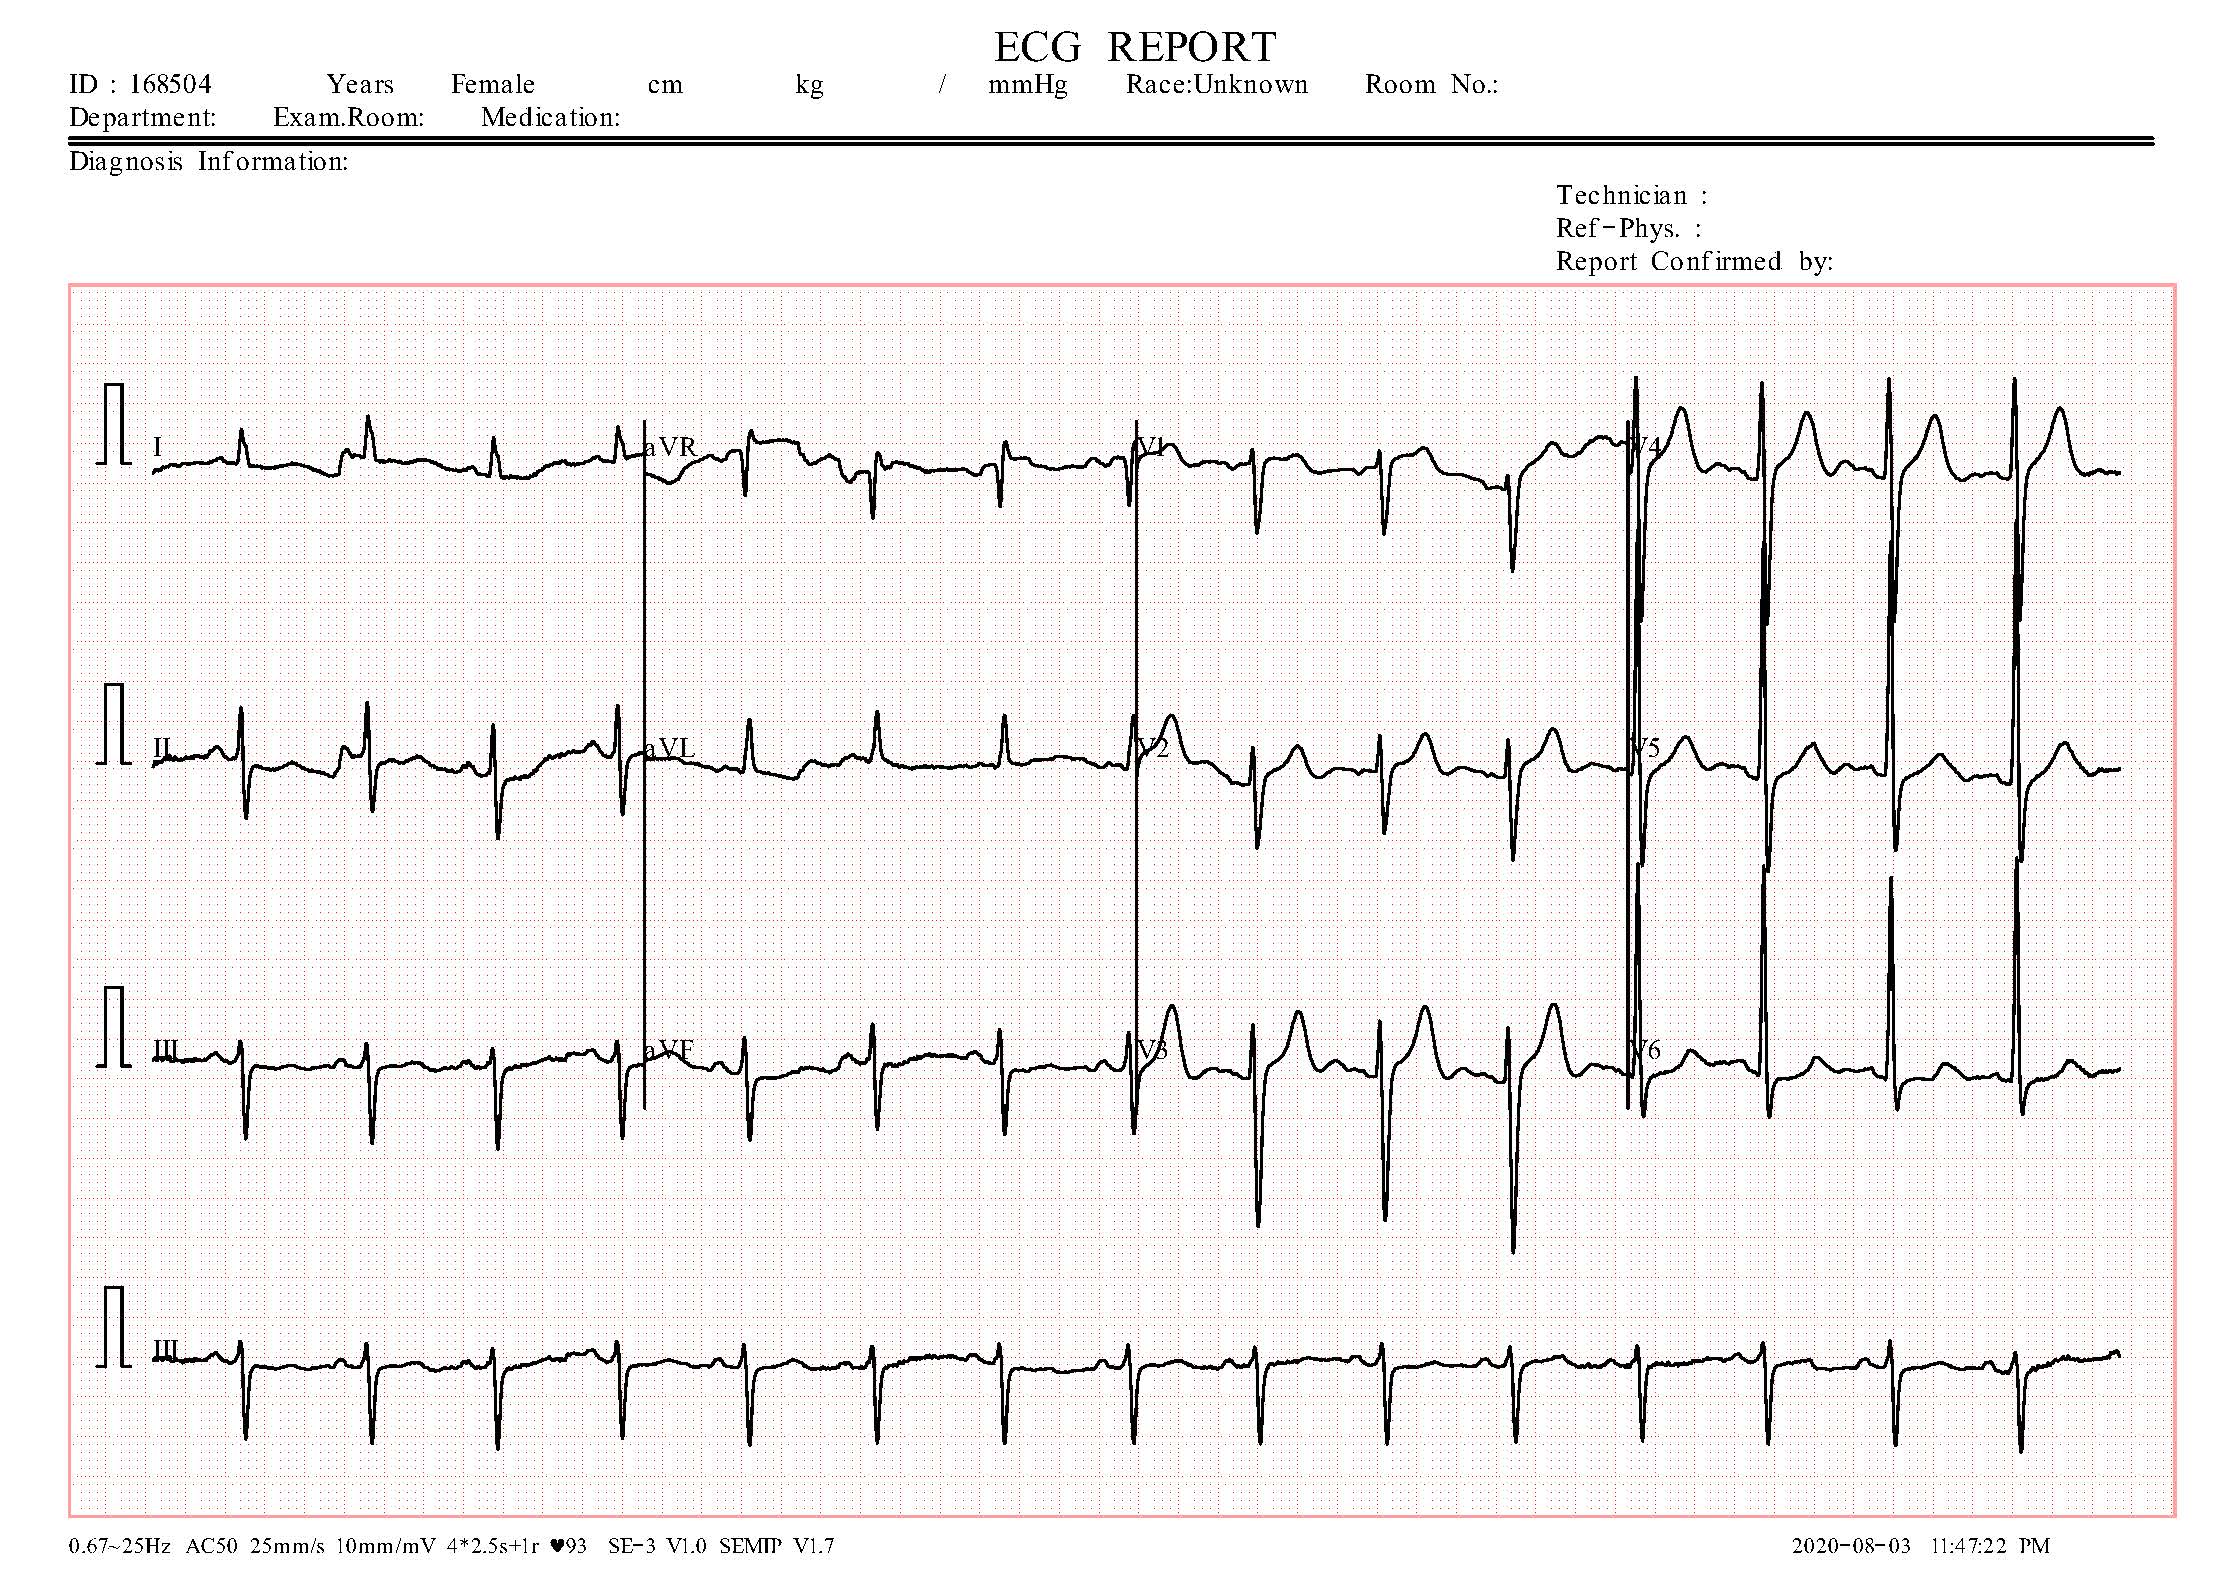 ECG REPORT
ID : 168504 Years Female cm kg / mmHg Race:Unknown Room No.:
Department: Exam.Room: Medication:
Diagnosis Information:
Technician :
Ref-Phys. :
Report Confirmed by:
I aVR V1 V4
II aVL V2 V5
III aVF V3 V6
III
0.67~25Hz AC50 25mm/s 10mm/mV 4*2.5s+1r ♥93 SE-3 V1.0 SEMIP V1.7 2020-08-03 11:47:22 PM